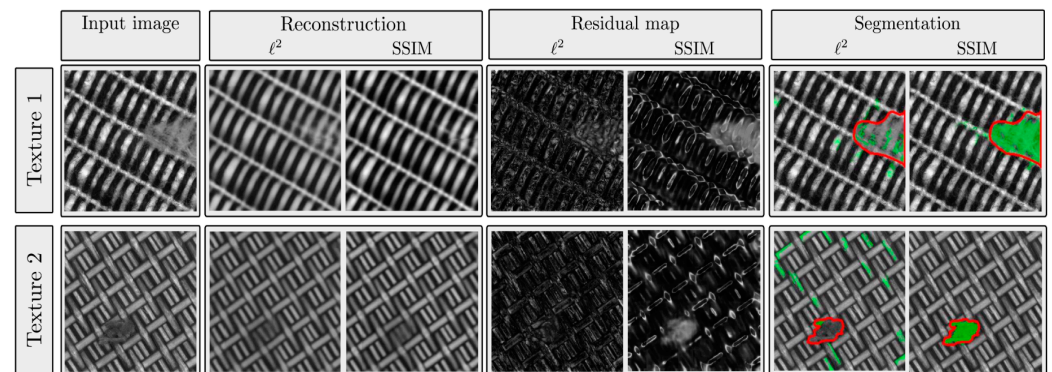 Input image
Reconstruction
ℓ² SSIM
Residual map
ℓ² SSIM
Segmentation
ℓ² SSIM
Texture 1
Texture 2